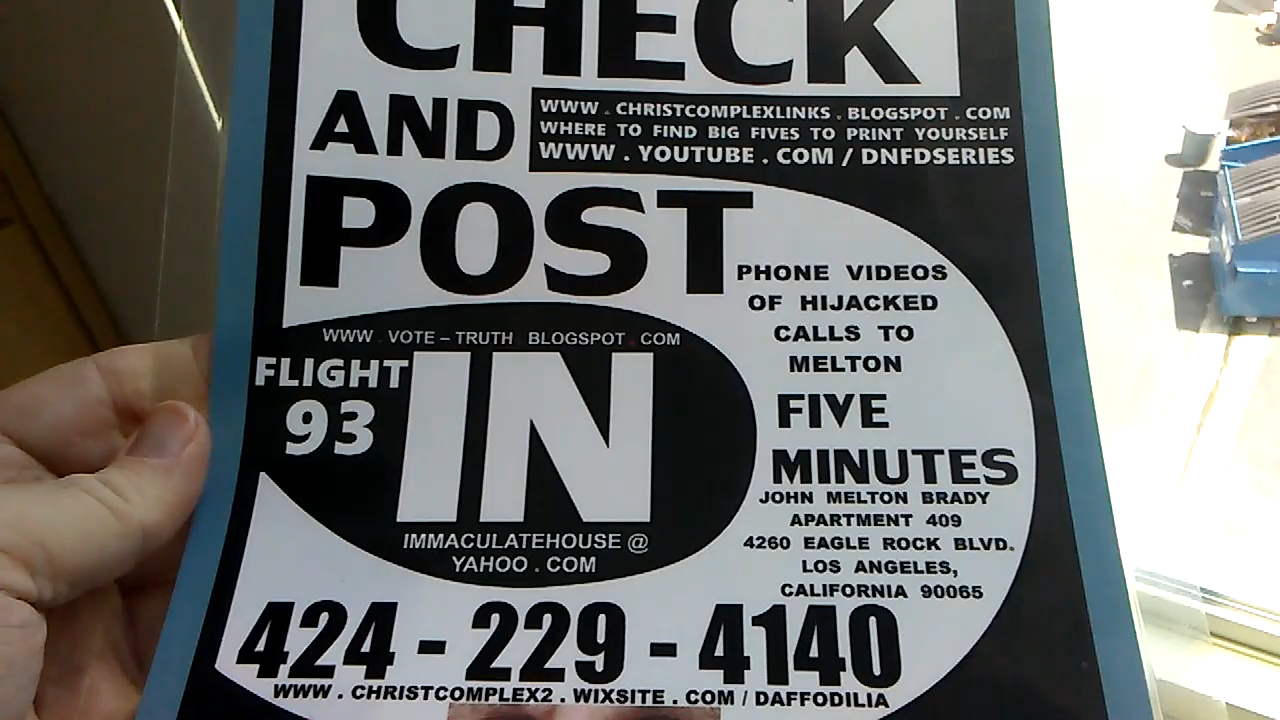 CHECK
AND
WWW . CHRISTCOMPLEXLINKS . BLOGSPOT . COM
WHERE TO FIND BIG FIVES TO PRINT YOURSELF
WWW . YOUTUBE . COM / DNFDSERIES
POST
PHONE VIDEOS
OF HIJACKED
CALLS TO
MELTON
FIVE
MINUTES
WWW . VOTE – TRUTH BLOGSPOT . COM
FLIGHT
93
IN
IMMACULATEHOUSE @
YAHOO . COM
JOHN MELTON BRADY
APARTMENT 409
4260 EAGLE ROCK BLVD.
LOS ANGELES,
CALIFORNIA 90065
424 - 229 - 4140
WWW . CHRISTCOMPLEX2 . WIXSITE . COM / DAFFODILIA